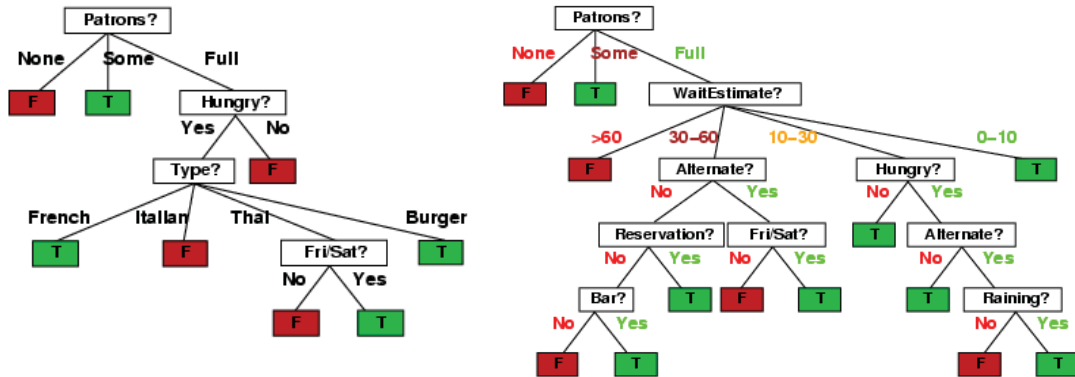 Patrons?
None Some Full
F T Hungry?
Yes No
Type? F
French Italian Thai Burger
T F Fri/Sat? T
No Yes
F T
Patrons?
None Some Full
F T WaitEstimate?
>60 30–60 10–30 0–10
F Alternate? Hungry? T
No Yes No Yes
Reservation? Fri/Sat? T Alternate?
No Yes No Yes No Yes
Bar? T F T T Raining?
No Yes No Yes
F T F T